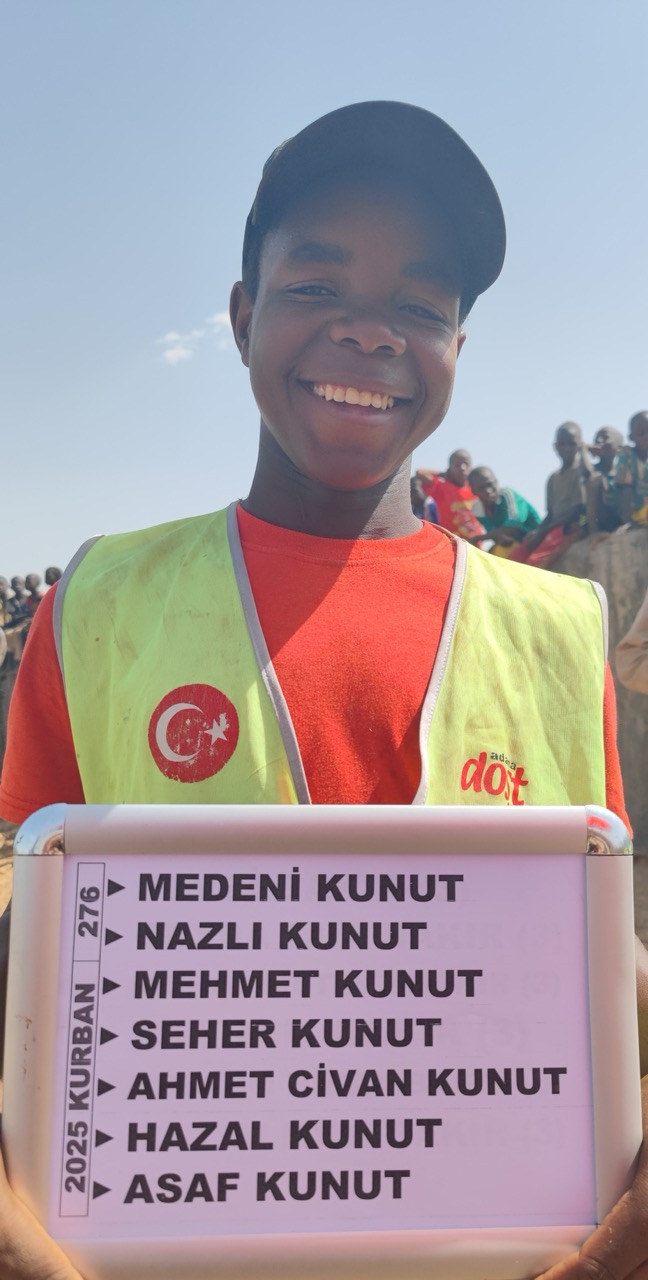 adana
dost
276
2025 KURBAN
MEDENİ KUNUT
NAZLI KUNUT
MEHMET KUNUT
SEHER KUNUT
AHMET CİVAN KUNUT
HAZAL KUNUT
ASAF KUNUT